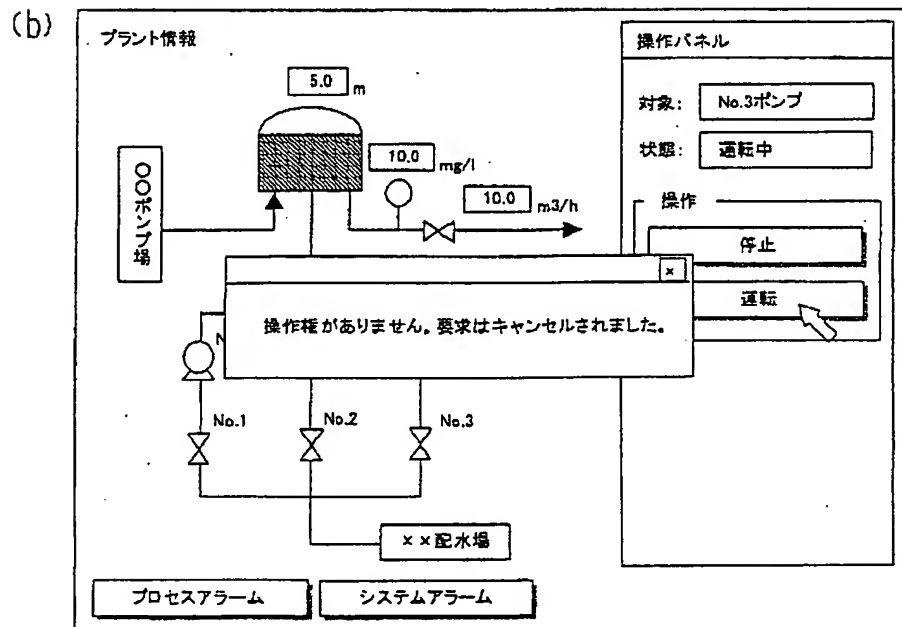 (b)
プラント情報
操作パネル
5.0 m
対象: No.3ポンプ
状態: 運転中
10.0 mg/l
〇〇ポンプ場
10.0 m3/h
操作
停止
×
運転
操作権がありません。要求はキャンセルされました。
N
No.1
No.2
No.3
××配水場
プロセスアラーム
システムアラーム